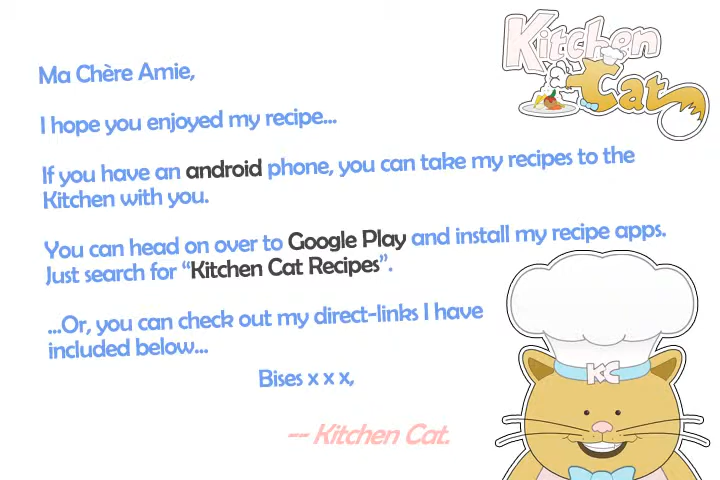 Kitchen
Cat
Ma Chère Amie,
I hope you enjoyed my recipe...
If you have an android phone, you can take my recipes to the
Kitchen with you.
You can head on over to Google Play and install my recipe apps.
Just search for “Kitchen Cat Recipes”.
...Or, you can check out my direct-links I have
included below...
Bises x x x,
-- Kitchen Cat.
KC